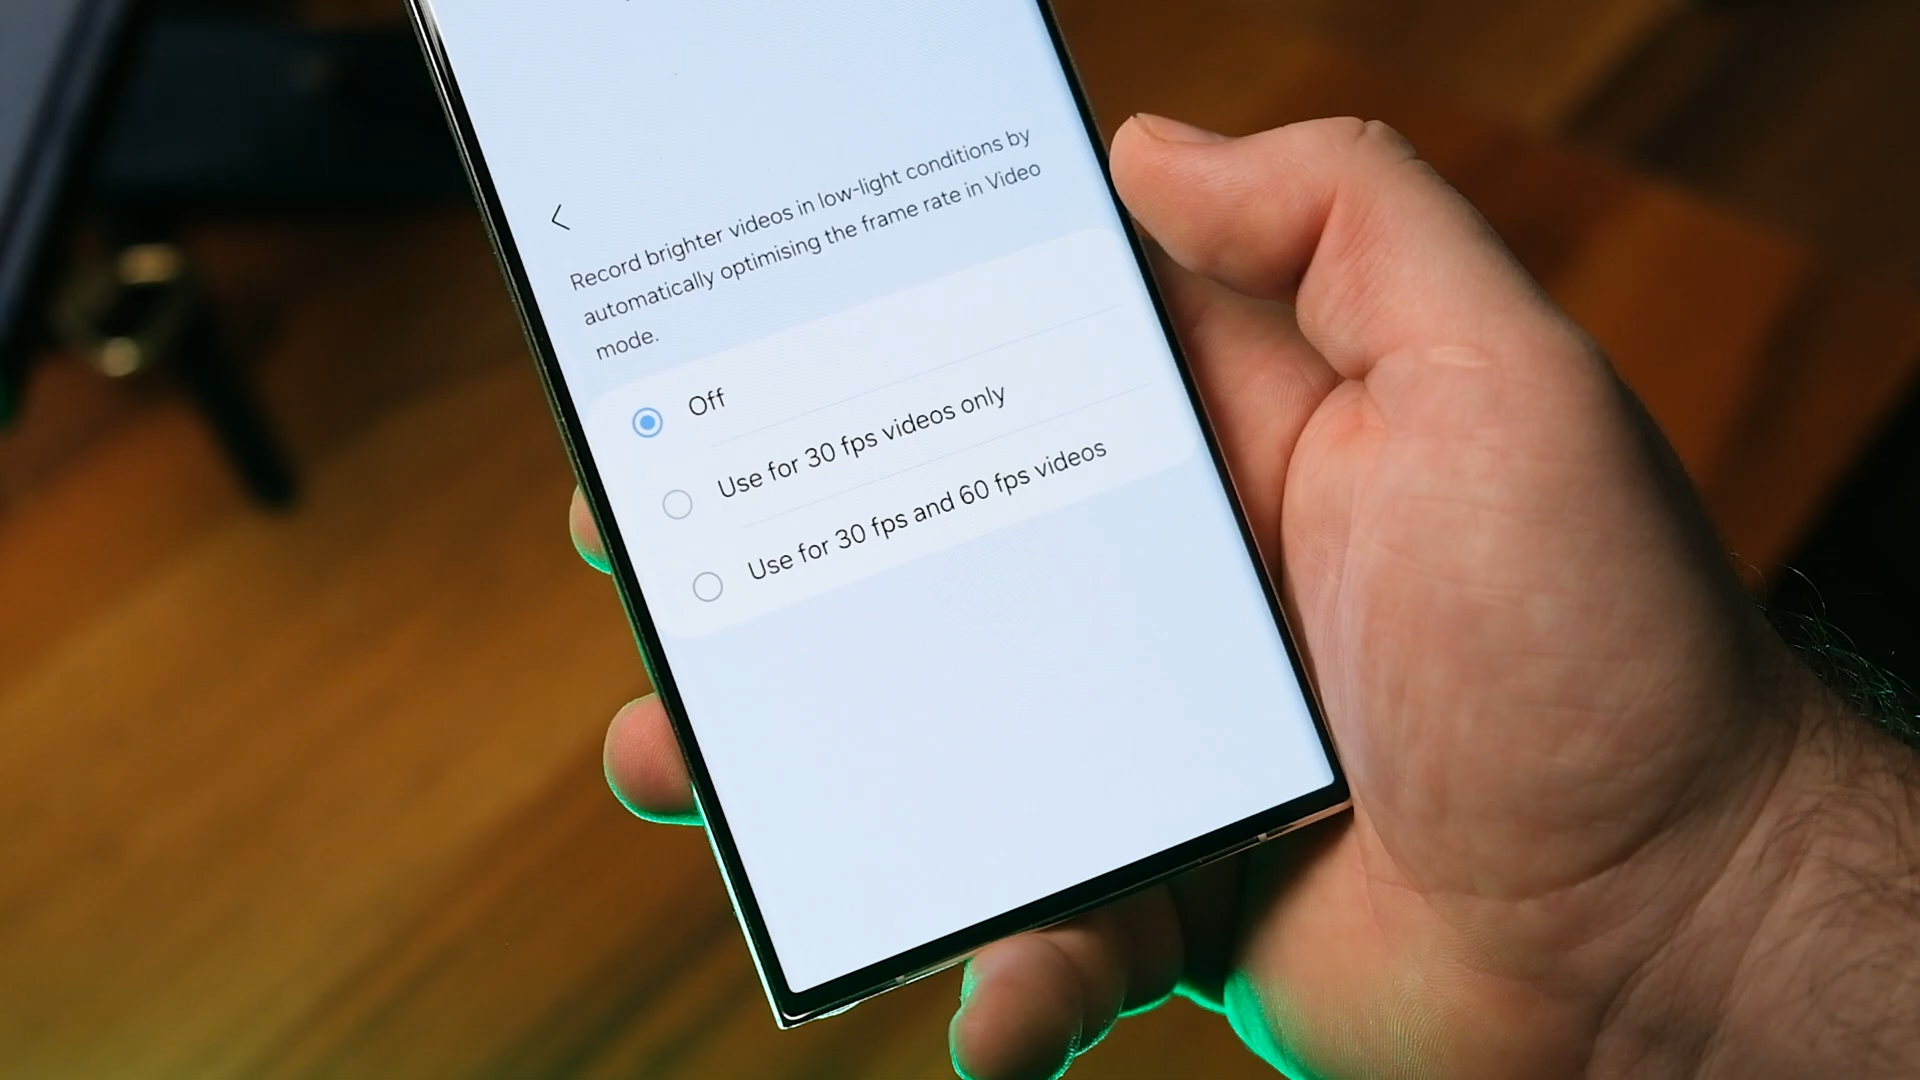 Record brighter videos in low-light conditions by
automatically optimising the frame rate in Video
mode.
Off
Use for 30 fps videos only
Use for 30 fps and 60 fps videos